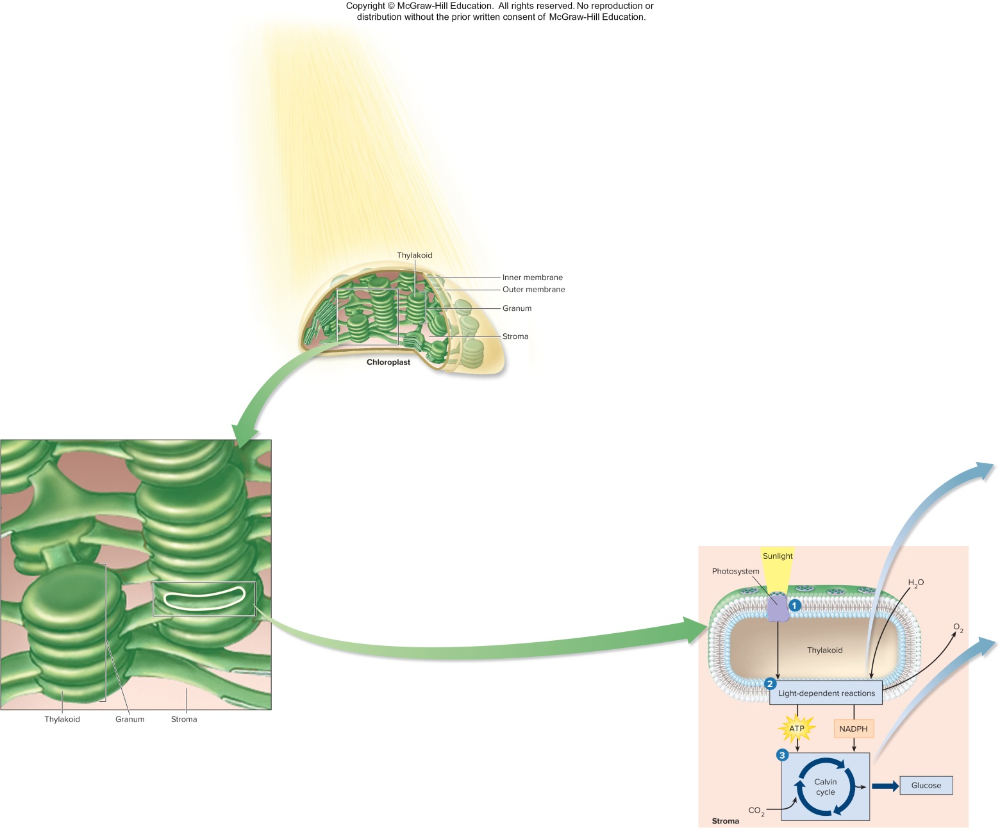 Copyright © McGraw-Hill Education. All rights reserved. No reproduction or
distribution without the prior written consent of McGraw-Hill Education.
Thylakoid
Inner membrane
Outer membrane
Granum
Stroma
Chloroplast
Thylakoid
Granum
Stroma
Sunlight
Photosystem
H2O
1
O2
Thylakoid
2
Light-dependent reactions
ATP
NADPH
3
Calvin
cycle
Glucose
CO2
Stroma